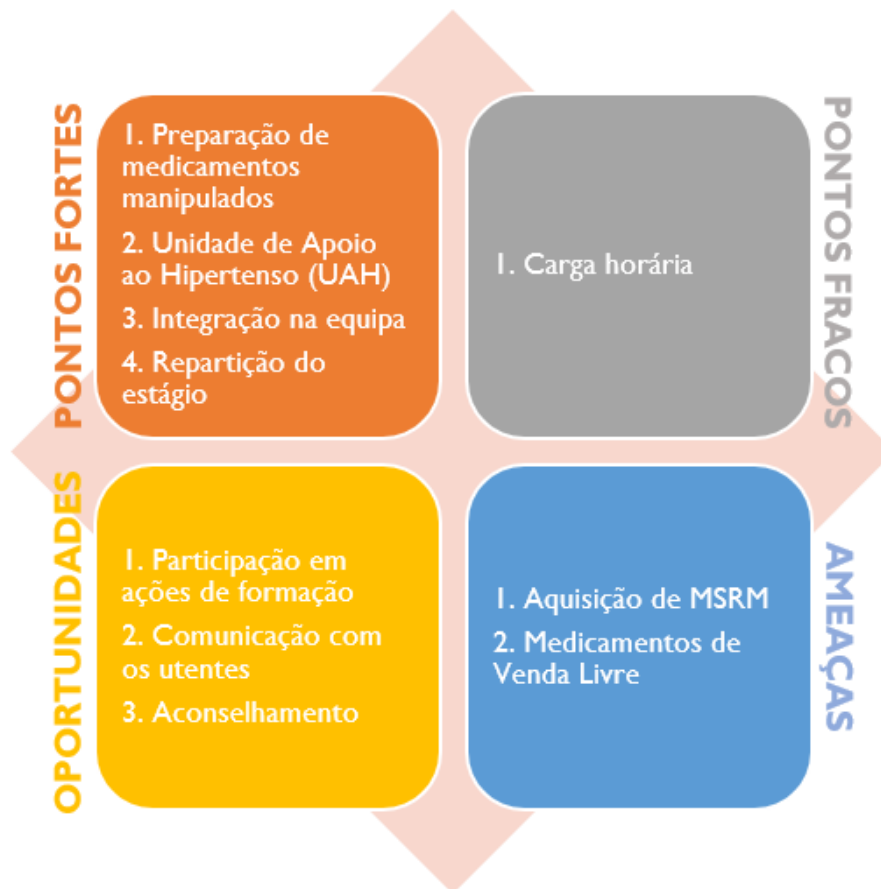 PONTOS FORTES
1. Preparação de
medicamentos
manipulados
2. Unidade de Apoio
ao Hipertenso (UAH)
3. Integração na equipa
4. Repartição do
estágio
PONTOS FRACOS
1. Carga horária
OPORTUNIDADES
1. Participação em
ações de formação
2. Comunicação com
os utentes
3. Aconselhamento
AMEAÇAS
1. Aquisição de MSRM
2. Medicamentos de
Venda Livre